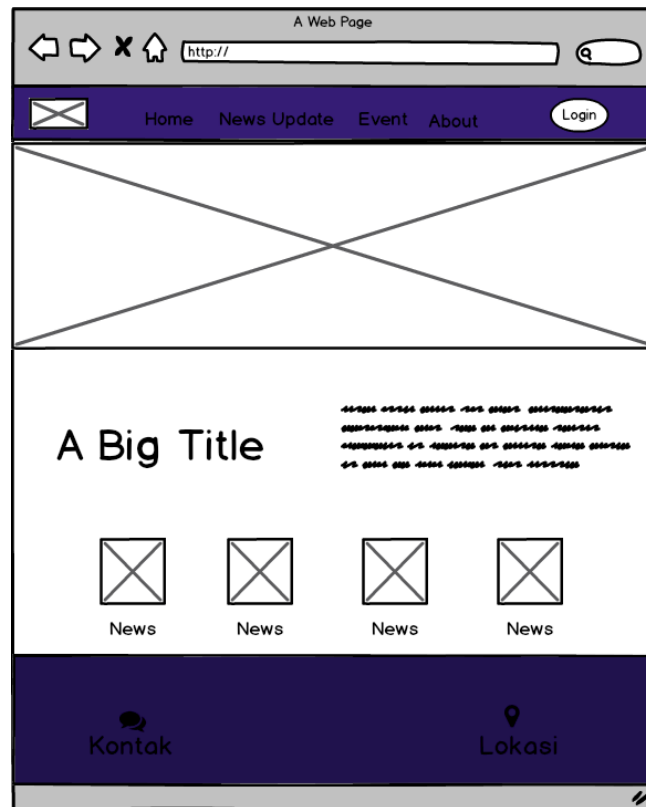 A Web Page
http://
Home News Update Event About Login
A Big Title
News News News News
Kontak Lokasi